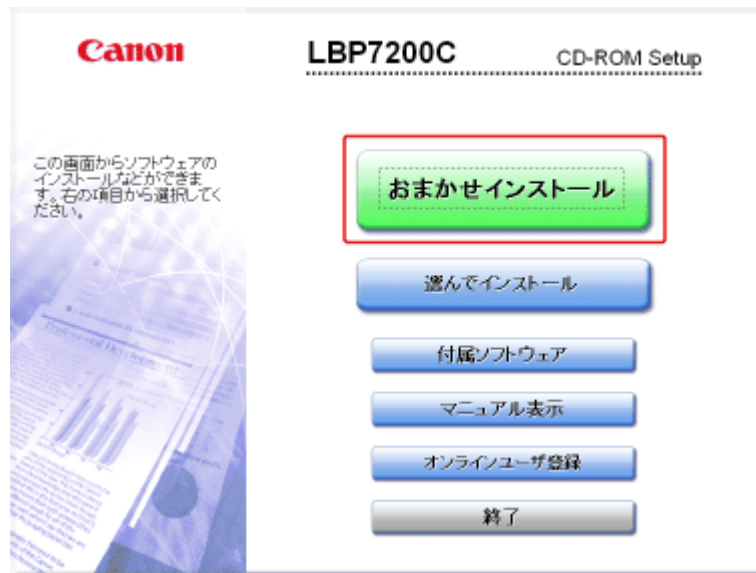 Canon
LBP7200C
CD-ROM Setup
この画面からソフトウェアの
インストールなどができま
す。右の項目から選択してく
ださい。
おまかせインストール
選んでインストール
付属ソフトウェア
マニュアル表示
オンラインユーザ登録
終了